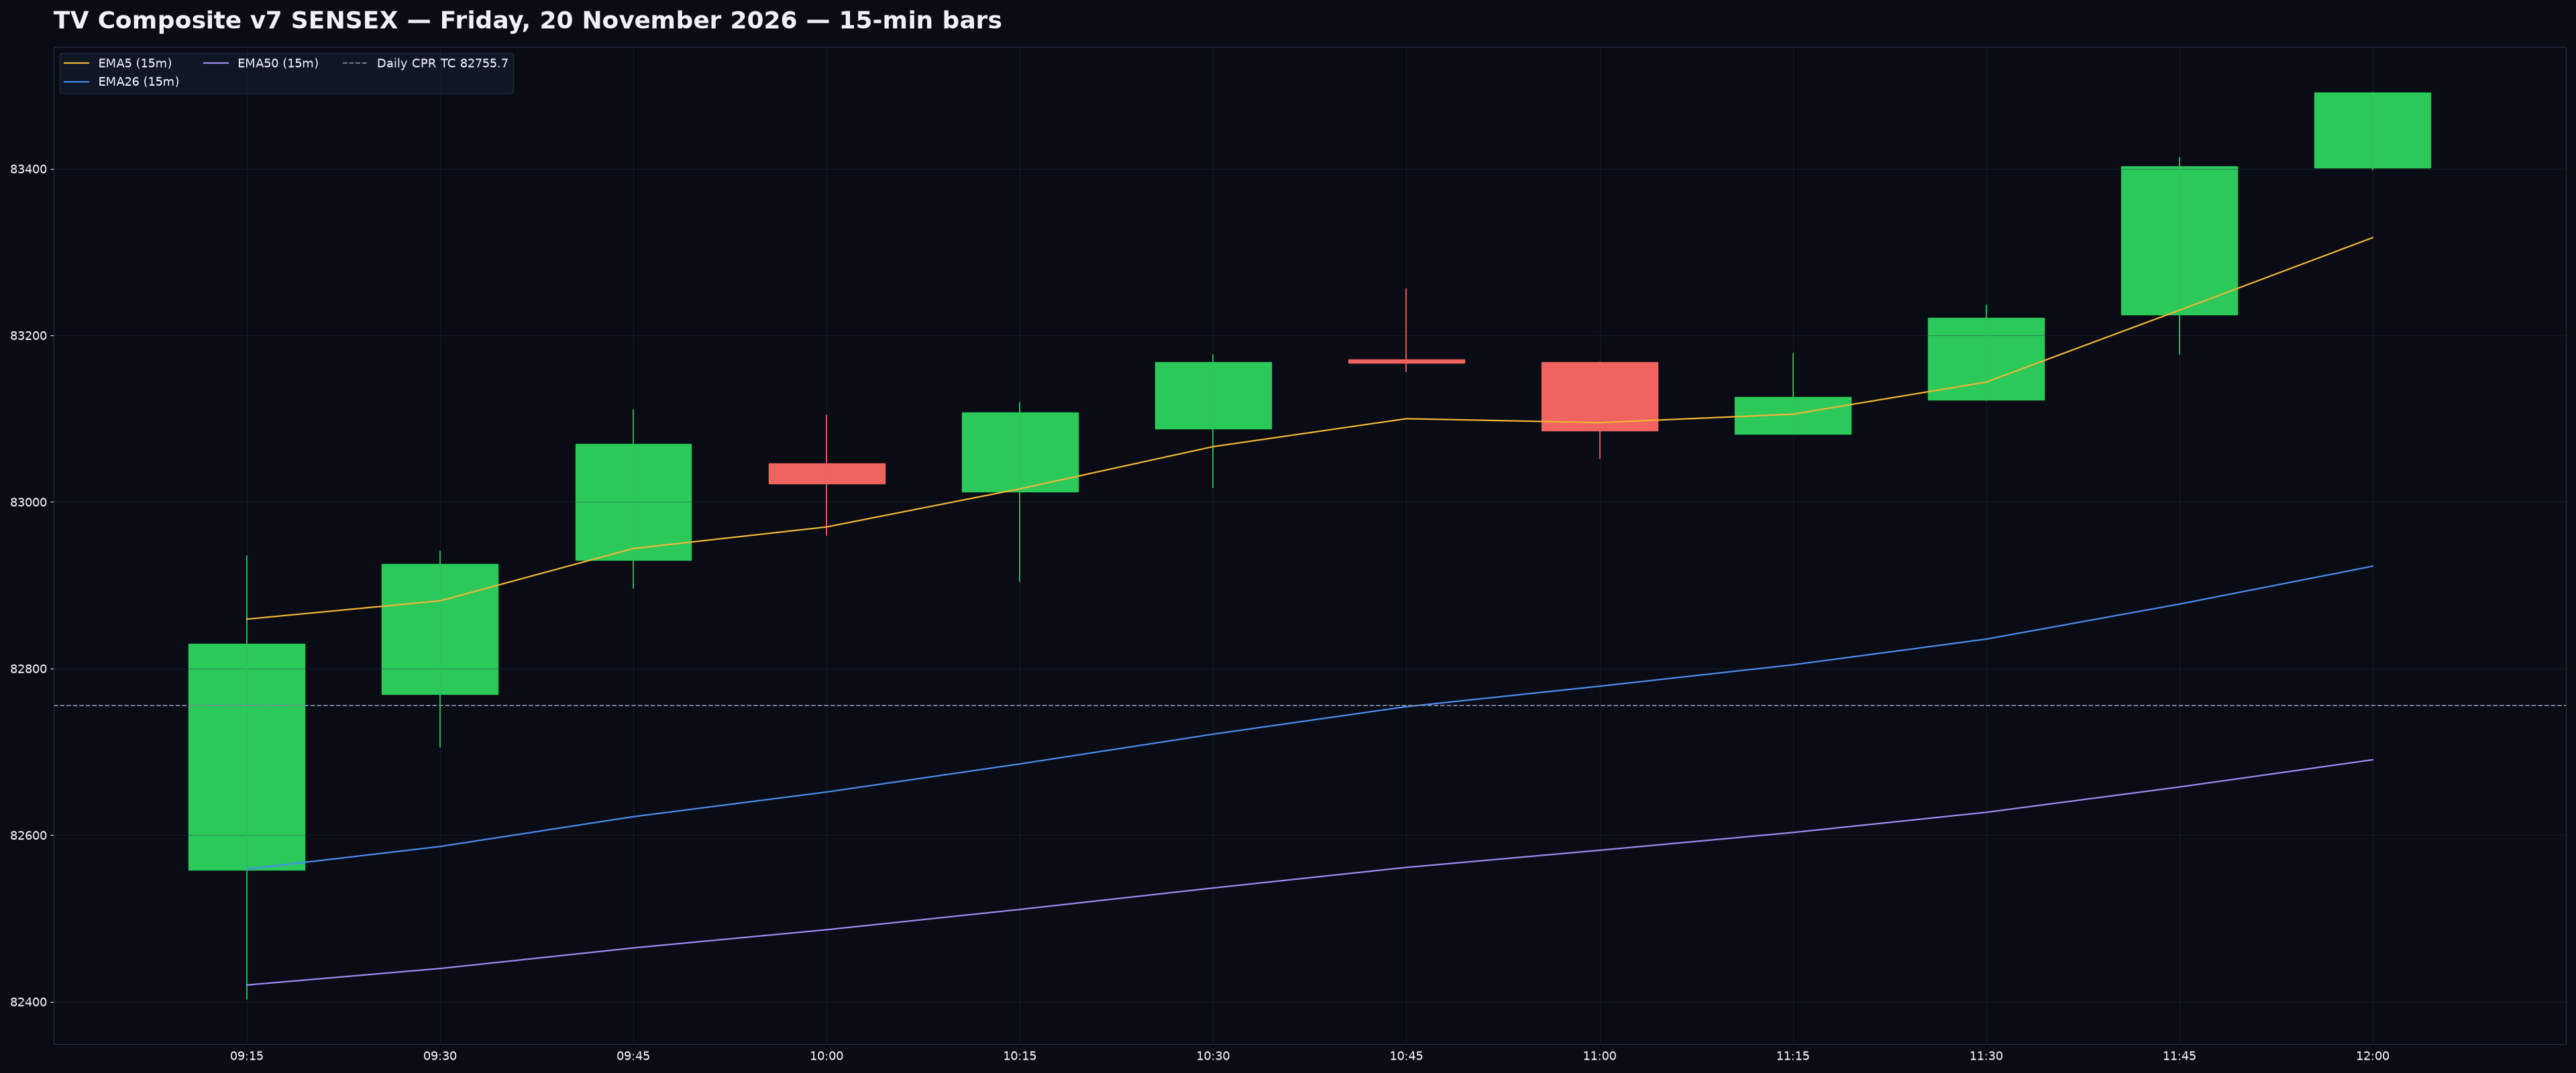 TV Composite v7 SENSEX — Friday, 20 November 2026 — 15-min bars
EMA5 (15m) EMA50 (15m) Daily CPR TC 82755.7
EMA26 (15m)
83400
83200
83000
82800
82600
82400
09:15 09:30 09:45 10:00 10:15 10:30 10:45 11:00 11:15 11:30 11:45 12:00